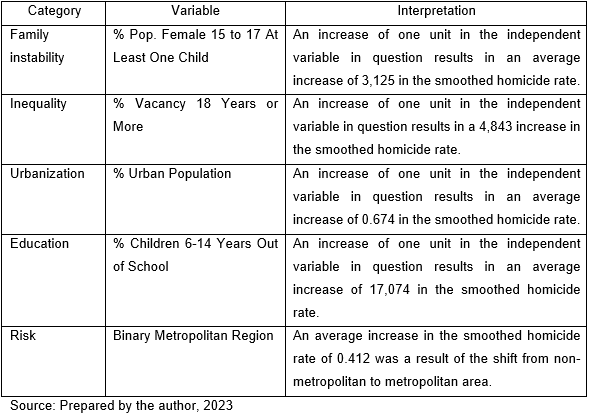 Category Variable Interpretation
Family instability % Pop. Female 15 to 17 At Least One Child An increase of one unit in the independent variable in question results in an average increase of 3,125 in the smoothed homicide rate.
Inequality % Vacancy 18 Years or More An increase of one unit in the independent variable in question results in a 4,843 increase in the smoothed homicide rate.
Urbanization % Urban Population An increase of one unit in the independent variable in question results in an average increase of 0.674 in the smoothed homicide rate.
Education % Children 6-14 Years Out of School An increase of one unit in the independent variable in question results in an average increase of 17,074 in the smoothed homicide rate.
Risk Binary Metropolitan Region An average increase in the smoothed homicide rate of 0.412 was a result of the shift from non-metropolitan to metropolitan area.
Source: Prepared by the author, 2023